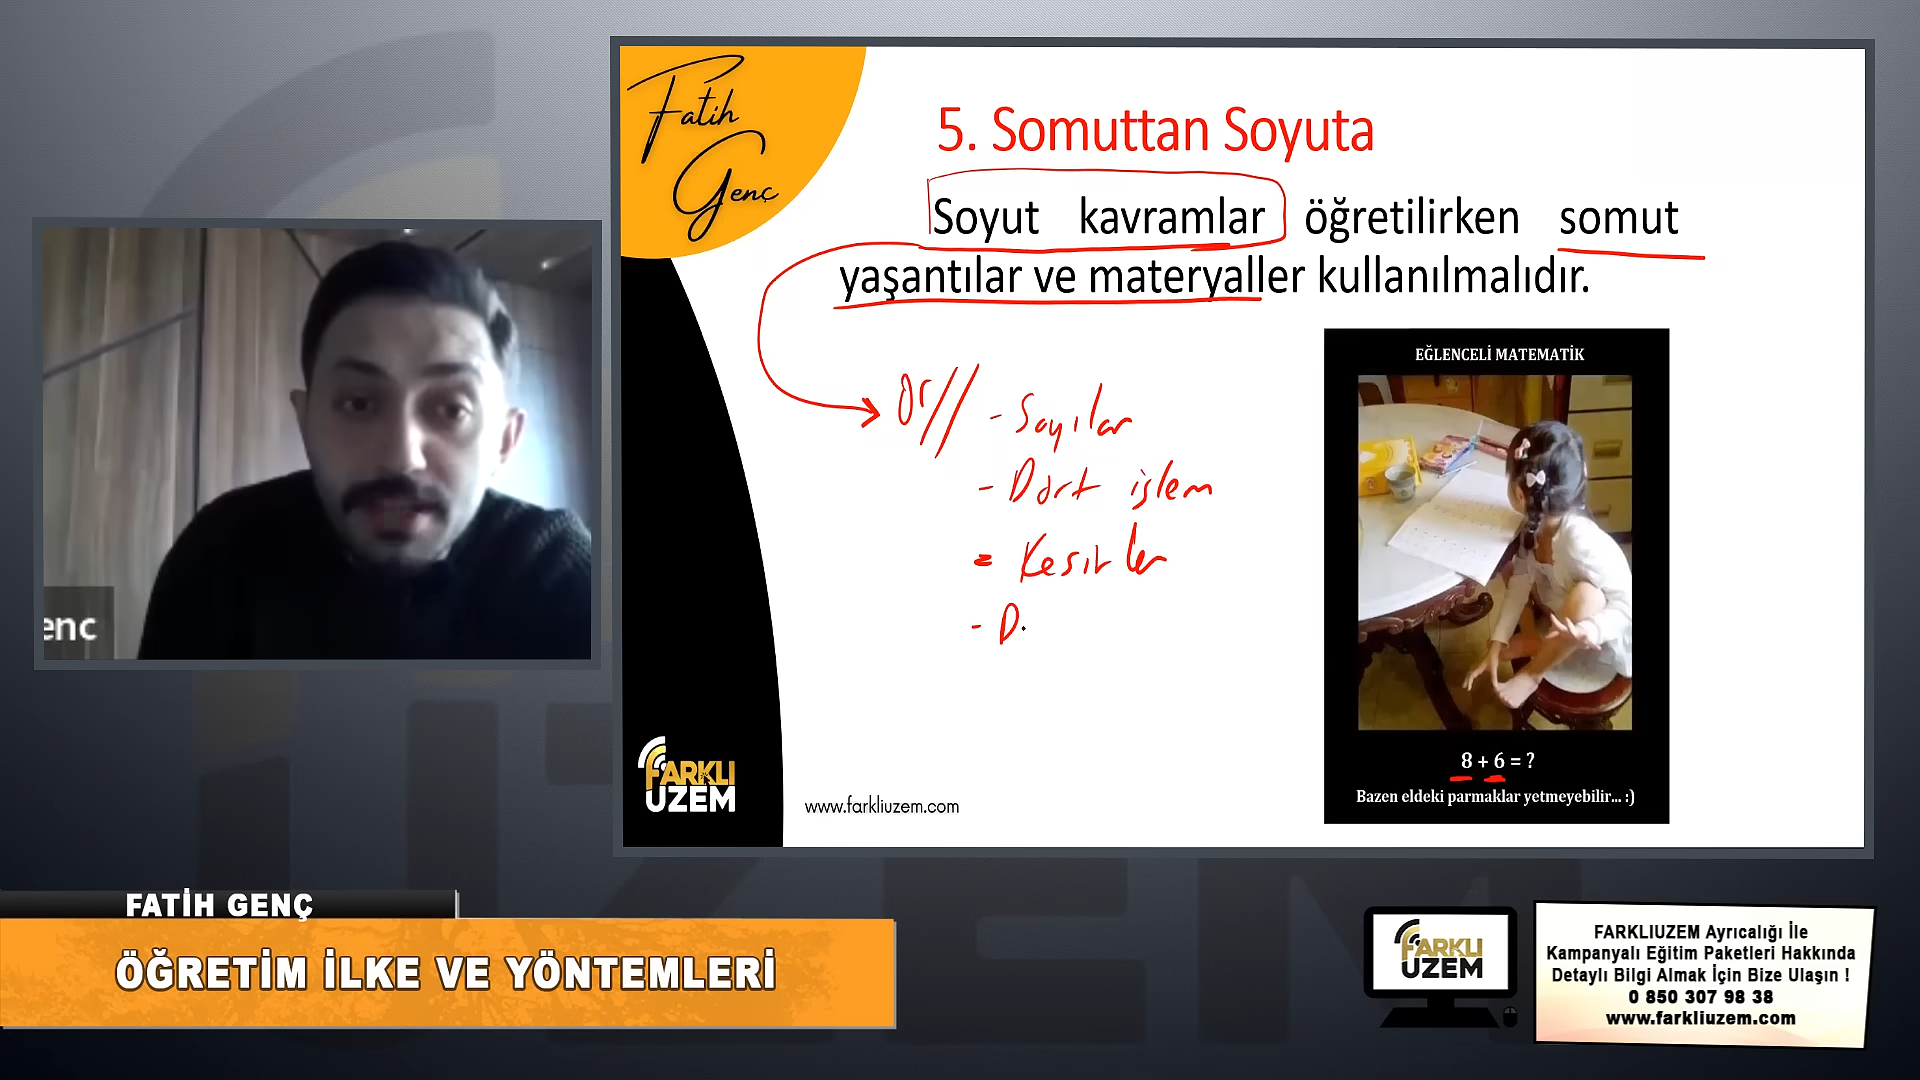 Fatih
Genç
5. Somuttan Soyuta
Soyut kavramlar öğretilirken somut
yaşantılar ve materyaller kullanılmalıdır.
ör// - Sayılar
- Dört işlem
- Kesirler
- D
EĞLENCELİ MATEMATİK
8 + 6 = ?
Bazen eldeki parmaklar yetmeyebilir... :)
enc
FARKLI
UZEM
www.farkliuzem.com
FATİH GENÇ
ÖĞRETİM İLKE VE YÖNTEMLERİ
FARKLI
UZEM
FARKLIUZEM Ayrıcalığı İle
Kampanyalı Eğitim Paketleri Hakkında
Detaylı Bilgi Almak İçin Bize Ulaşın !
0 850 307 98 38
www.farkliuzem.com